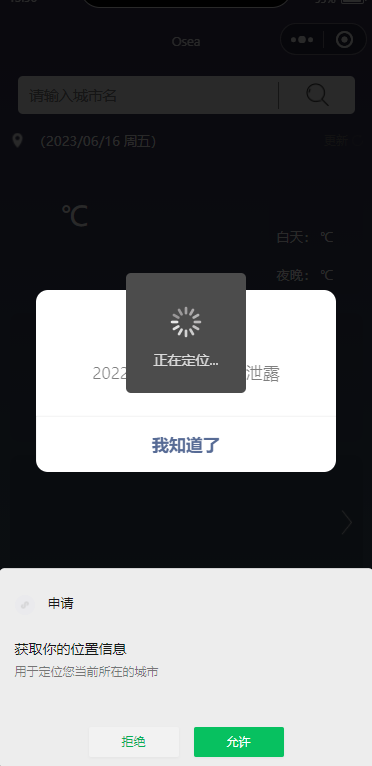 Osea
请输入城市名
(2023/06/16 周五)
更新
℃
白天： ℃
夜晚： ℃
正在定位...
2022
泄露
我知道了
申请
获取你的位置信息
用于定位您当前所在的城市
拒绝
允许